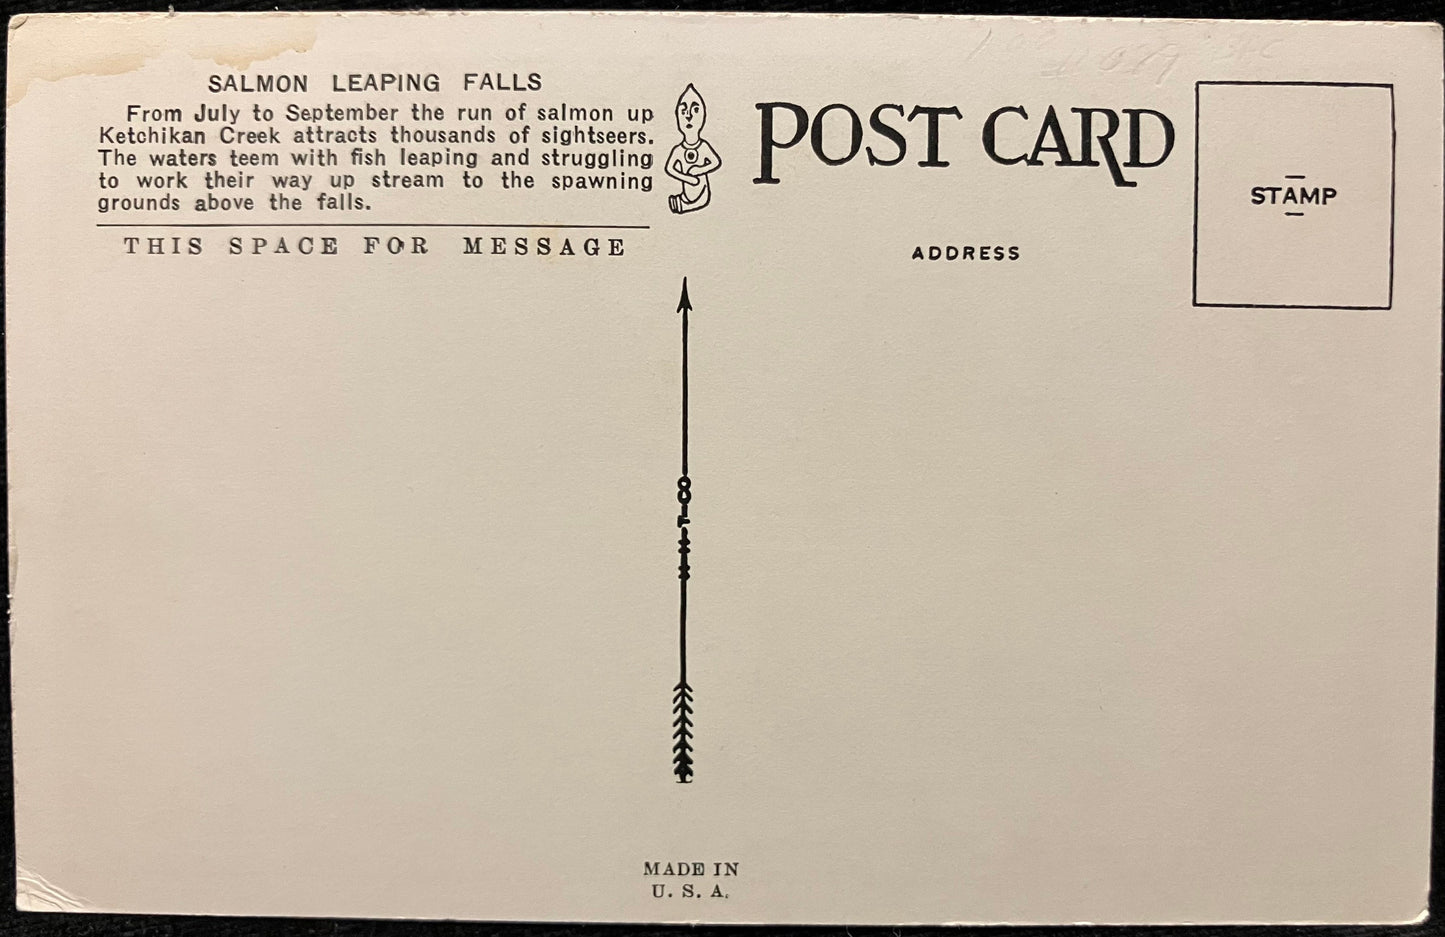 SALMON LEAPING FALLS
From July to September the run of salmon up
Ketchikan Creek attracts thousands of sightseers.
The waters teem with fish leaping and struggling
to work their way up stream to the spawning
grounds above the falls.
THIS SPACE FOR MESSAGE
POST CARD
ADDRESS
STAMP
MADE IN
U. S. A.